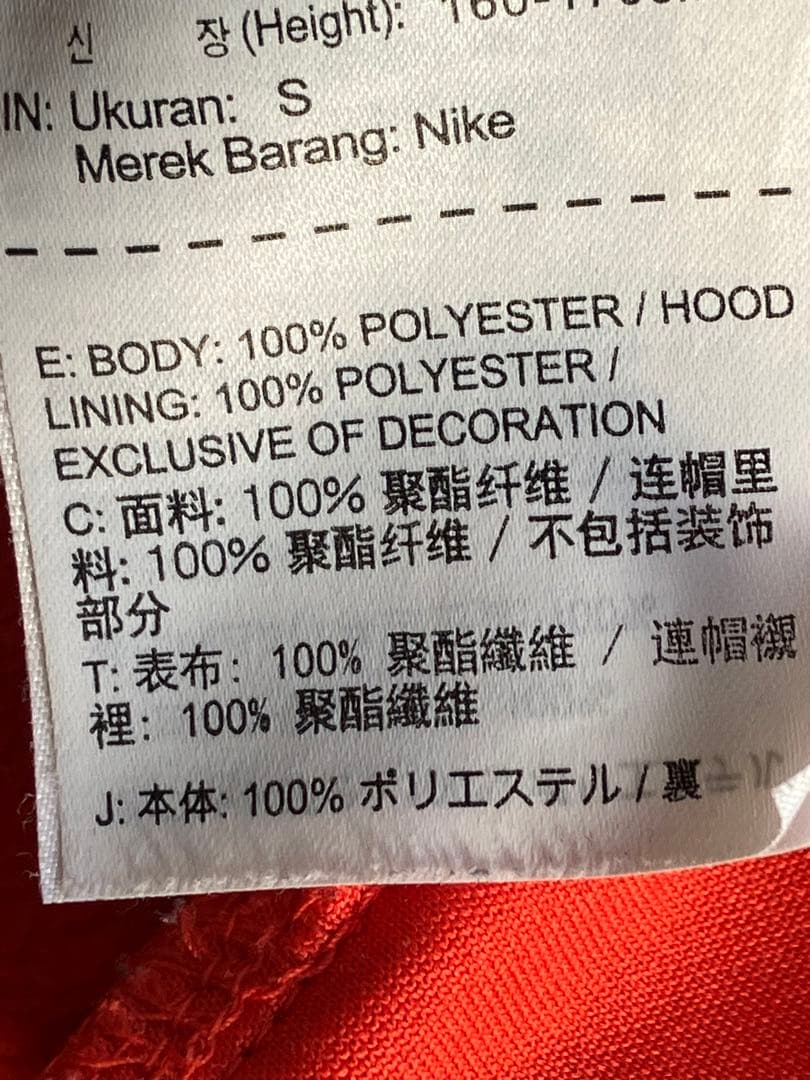 신 장 (Height): 160-170
IN: Ukuran: S
Merek Barang: Nike
E: BODY: 100% POLYESTER / HOOD
LINING: 100% POLYESTER /
EXCLUSIVE OF DECORATION
C: 面料: 100% 聚酯纤维 / 连帽里
料: 100% 聚酯纤维 / 不包括装饰
部分
T: 表布: 100% 聚酯纖維 / 連帽襯
裡: 100% 聚酯纖維
J: 本体: 100% ポリエステル / 裏